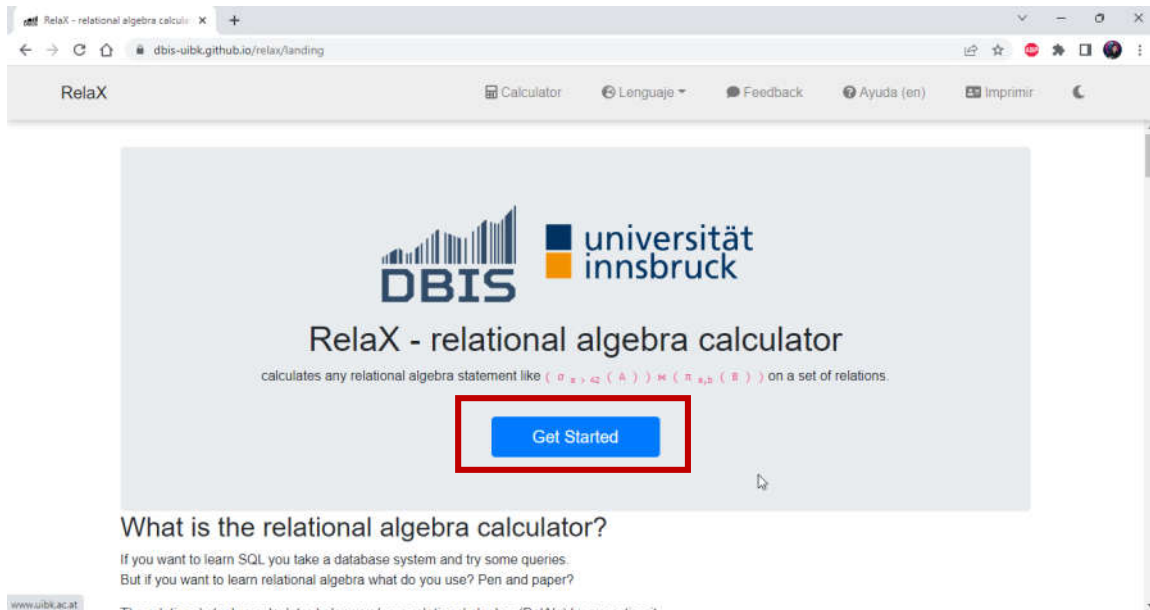 RelaX - relational algebra calcula
dbis-uibk.github.io/relax/landing
RelaX
Calculator
Lenguaje
Feedback
Ayuda (en)
Imprimir
DBIS
universität
innsbruck
RelaX - relational algebra calculator
calculates any relational algebra statement like ( σ a > 42 ( A ) ) ⋈ ( π a,b ( B ) ) on a set of relations.
Get Started
What is the relational algebra calculator?
If you want to learn SQL you take a database system and try some queries.
But if you want to learn relational algebra what do you use? Pen and paper?
www.uibk.ac.at